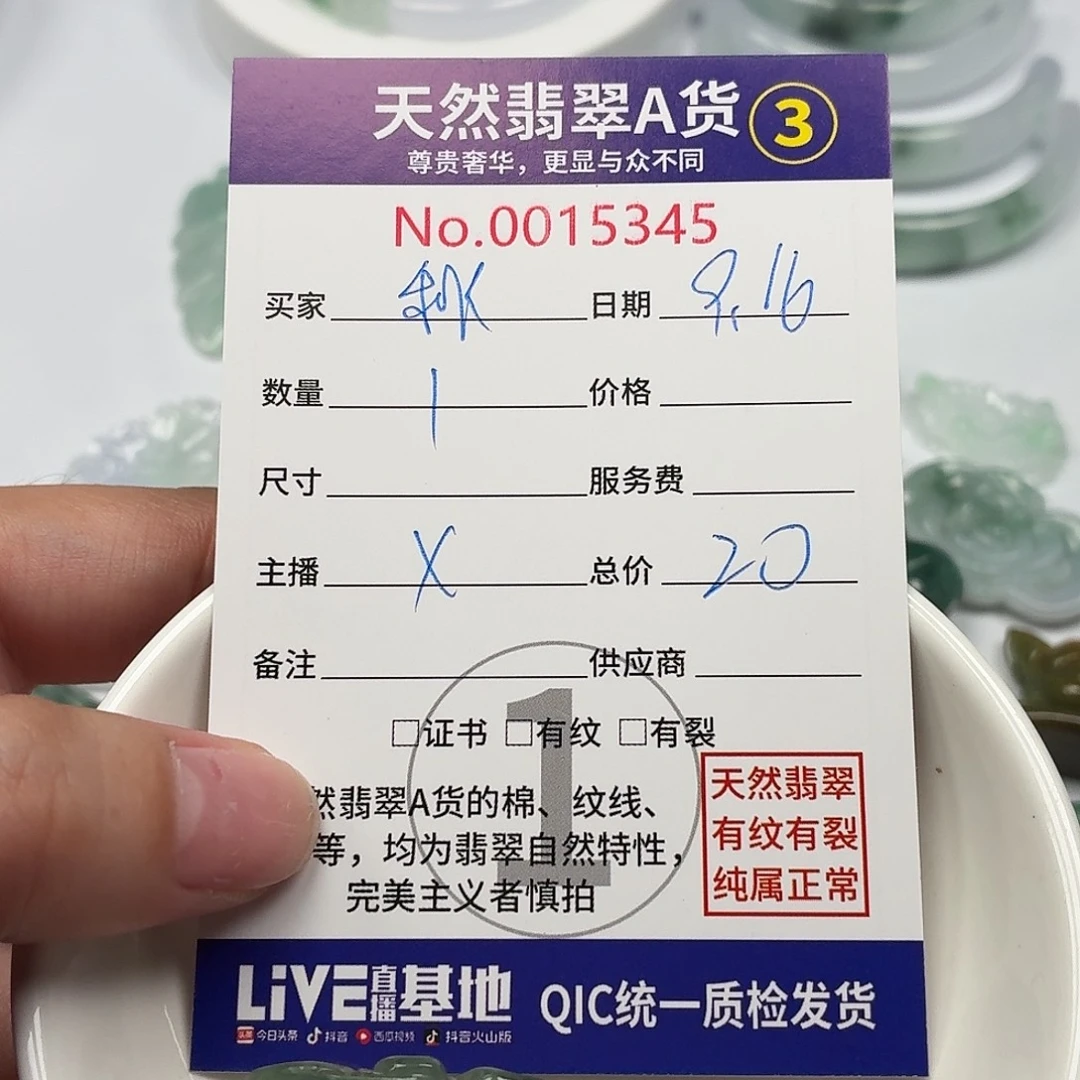 天然翡翠A货 3
尊贵奢华，更显与众不同
No.0015345
买家 日期 9.16
数量 1 价格
尺寸 服务费
主播 X 总价 20
备注 供应商
□证书 □有纹 □有裂
1
然翡翠A货的棉、纹线、
等，均为翡翠自然特性，
完美主义者慎拍
天然翡翠
有纹有裂
纯属正常
LiVE直播基地 QIC统一质检发货
头条 今日头条 抖音 西瓜视频 抖音火山版